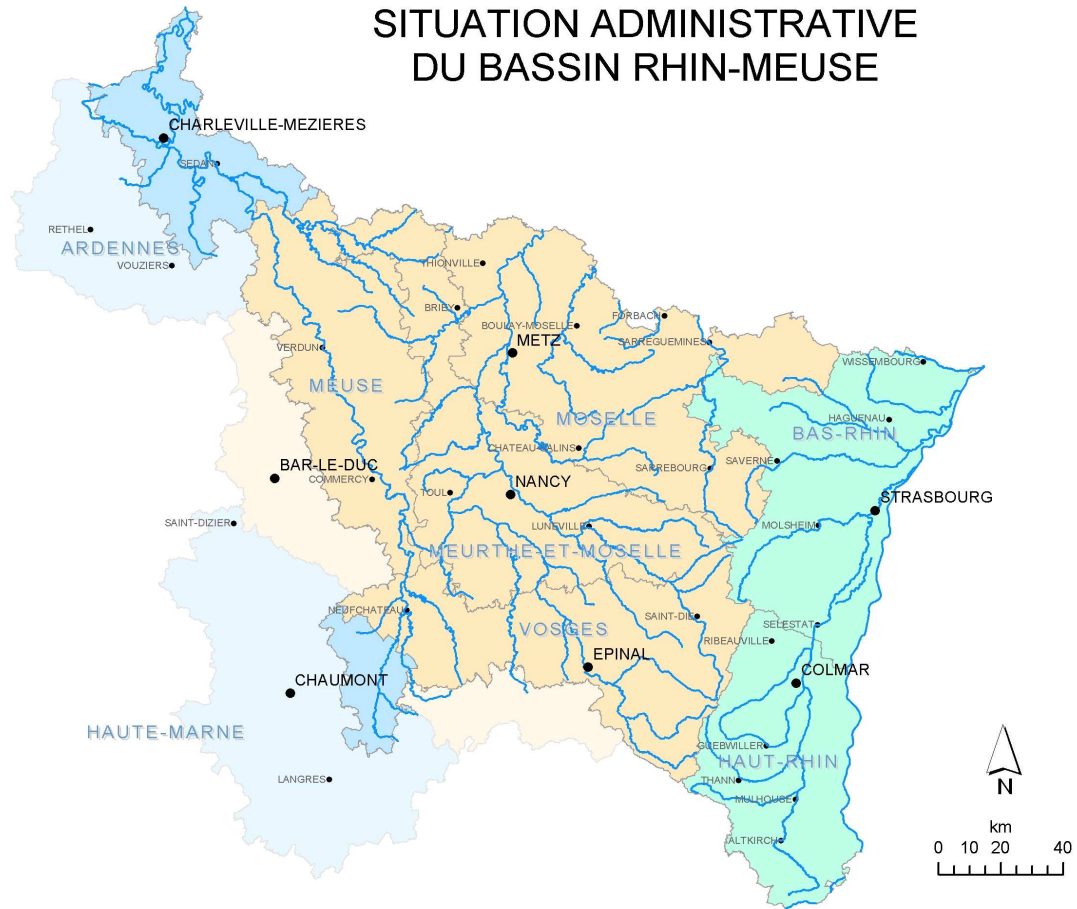 SITUATION ADMINISTRATIVE
DU BASSIN RHIN-MEUSE
CHARLEVILLE-MEZIERES
SEDAN
RETHEL
ARDENNES
VOUZIERS
THIONVILLE
BRIEY
FORBACH
BOULAY-MOSELLE
METZ
SARREGUEMINES
VERDUN
WISSEMBOURG
MEUSE
MOSELLE
HAGUENAU
BAS-RHIN
CHATEAU-SALINS
SAVERNE
BAR-LE-DUC
SARREBOURG
COMMERCY
NANCY
TOUL
STRASBOURG
SAINT-DIZIER
LUNEVILLE
MOLSHEIM
MEURTHE-ET-MOSELLE
NEUFCHATEAU
SAINT-DIE
SELESTAT
VOSGES
RIBEAUVILLE
EPINAL
COLMAR
CHAUMONT
HAUTE-MARNE
GUEBWILLER
HAUT-RHIN
LANGRES
THANN
MULHOUSE
ALTKIRCH
N
km
0 10 20 40